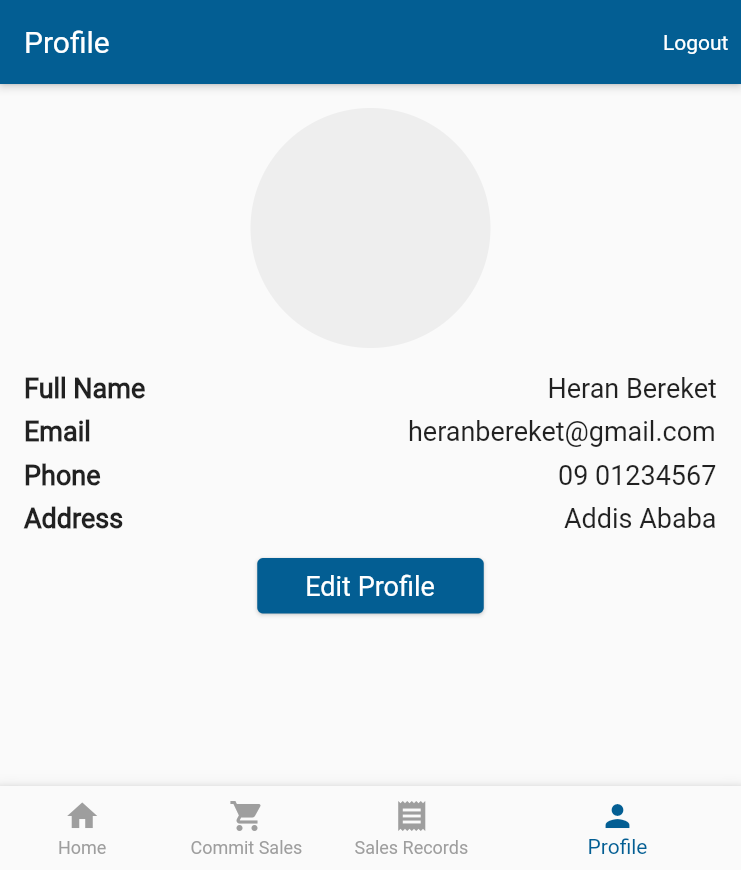 Profile Logout
Full Name Heran Bereket
Email heranbereket@gmail.com
Phone 09 01234567
Address Addis Ababa
Edit Profile
Home Commit Sales Sales Records Profile